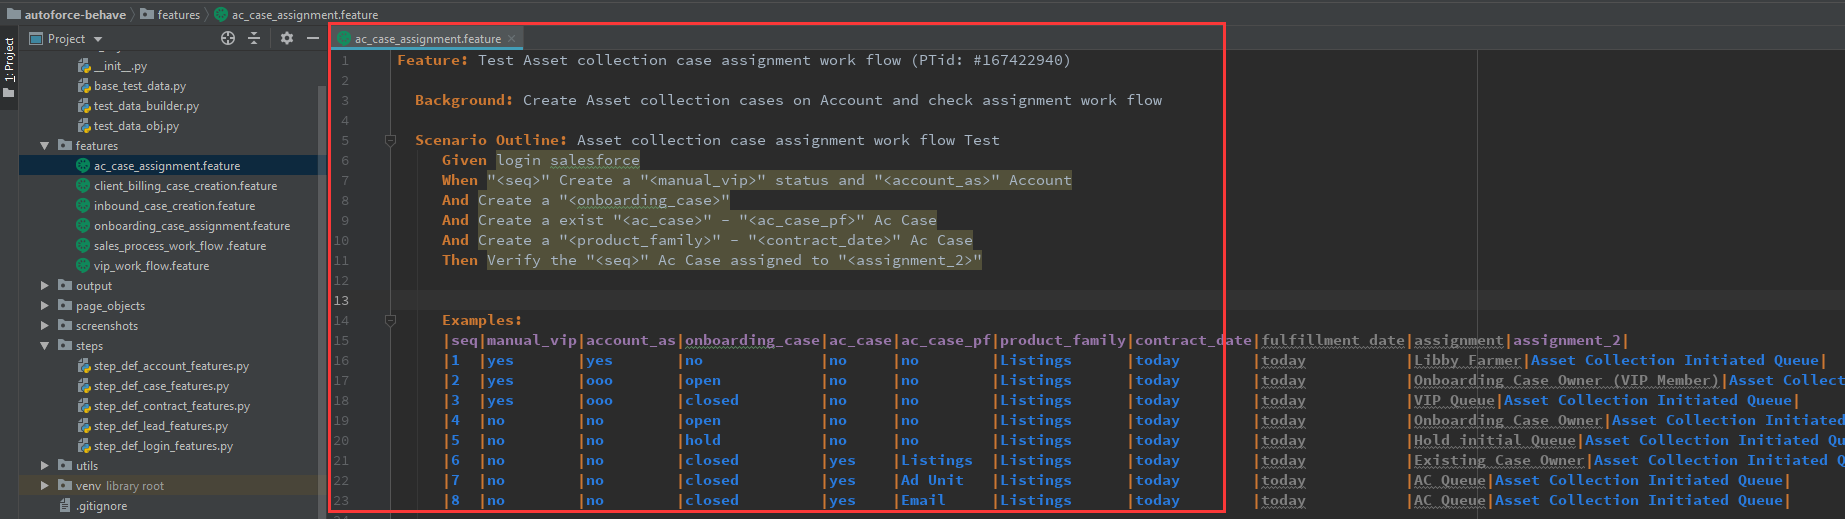 autoforce-behave features ac_case_assignment.feature
1: Project
Project
ac_case_assignment.feature
__init__.py
base_test_data.py
test_data_builder.py
test_data_obj.py
features
ac_case_assignment.feature
client_billing_case_creation.feature
inbound_case_creation.feature
onboarding_case_assignment.feature
sales_process_work_flow .feature
vip_work_flow.feature
output
page_objects
screenshots
steps
step_def_account_features.py
step_def_case_features.py
step_def_contract_features.py
step_def_lead_features.py
step_def_login_features.py
utils
venv library root
.gitignore
1 Feature: Test Asset collection case assignment work flow (PTid: #167422940)
2
3 Background: Create Asset collection cases on Account and check assignment work flow
4
5 Scenario Outline: Asset collection case assignment work flow Test
6 Given login salesforce
7 When "<seq>" Create a "<manual_vip>" status and "<account_as>" Account
8 And Create a "<onboarding_case>"
9 And Create a exist "<ac_case>" - "<ac_case_pf>" Ac Case
10 And Create a "<product_family>" - "<contract_date>" Ac Case
11 Then Verify the "<seq>" Ac Case assigned to "<assignment_2>"
12
13
14 Examples:
15 |seq|manual_vip|account_as|onboarding_case|ac_case|ac_case_pf|product_family|contract_date|fulfillment_date|assignment|assignment_2|
16 |1 |yes |yes |no |no |no |Listings |today |today |Libby Farmer|Asset Collection Initiated Queue|
17 |2 |yes |ooo |open |no |no |Listings |today |today |Onboarding Case Owner (VIP Member)|Asset Collect
18 |3 |yes |ooo |closed |no |no |Listings |today |today |VIP Queue|Asset Collection Initiated Queue|
19 |4 |no |no |open |no |no |Listings |today |today |Onboarding Case Owner|Asset Collection Initiated
20 |5 |no |no |hold |no |no |Listings |today |today |Hold initial Queue|Asset Collection Initiated Qu
21 |6 |no |no |closed |yes |Listings |Listings |today |today |Existing Case Owner|Asset Collection Initiated Q
22 |7 |no |no |closed |yes |Ad Unit |Listings |today |today |AC Queue|Asset Collection Initiated Queue|
23 |8 |no |no |closed |yes |Email |Listings |today |today |AC Queue|Asset Collection Initiated Queue|